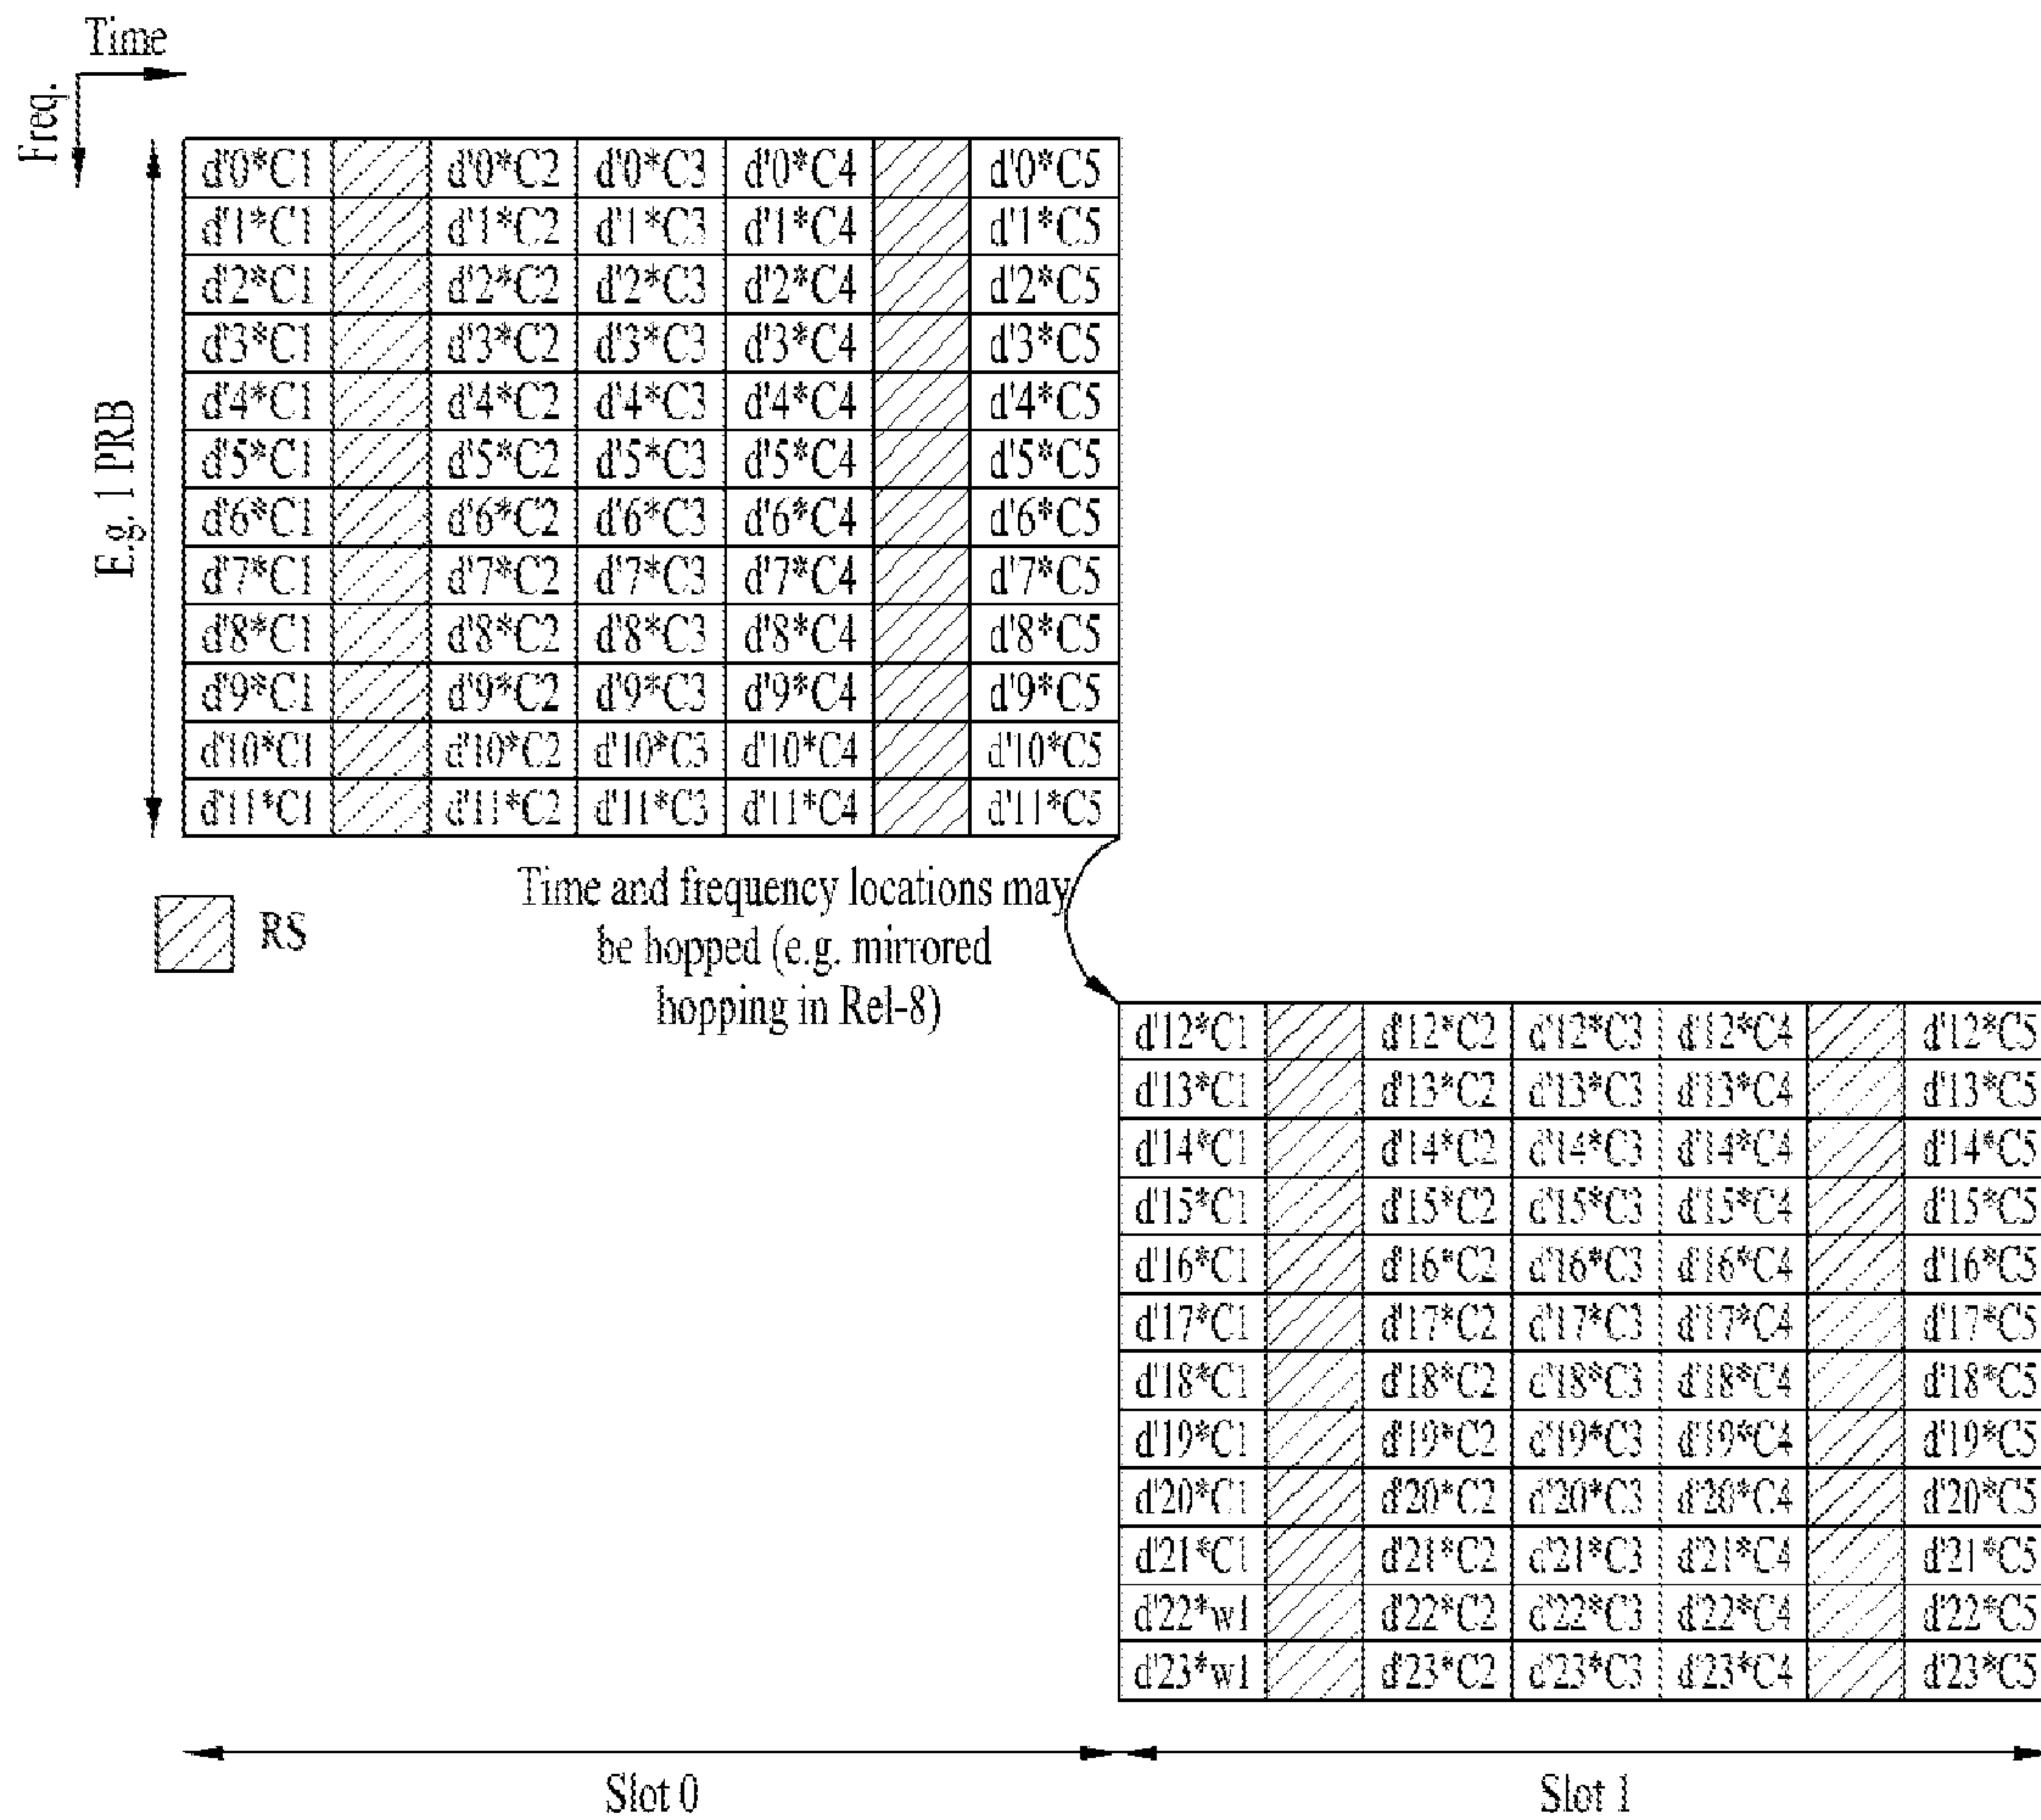 Time
Freq.
E.g. 1 PRB
d'0*C1 d'0*C2 d'0*C3 d'0*C4 d'0*C5
d'1*C1 d'1*C2 d'1*C3 d'1*C4 d'1*C5
d'2*C1 d'2*C2 d'2*C3 d'2*C4 d'2*C5
d'3*C1 d'3*C2 d'3*C3 d'3*C4 d'3*C5
d'4*C1 d'4*C2 d'4*C3 d'4*C4 d'4*C5
d'5*C1 d'5*C2 d'5*C3 d'5*C4 d'5*C5
d'6*C1 d'6*C2 d'6*C3 d'6*C4 d'6*C5
d'7*C1 d'7*C2 d'7*C3 d'7*C4 d'7*C5
d'8*C1 d'8*C2 d'8*C3 d'8*C4 d'8*C5
d'9*C1 d'9*C2 d'9*C3 d'9*C4 d'9*C5
d'10*C1 d'10*C2 d'10*C3 d'10*C4 d'10*C5
d'11*C1 d'11*C2 d'11*C3 d'11*C4 d'11*C5
RS
Time and frequency locations may
be hopped (e.g. mirrored
hopping in Rel-8)
d'12*C1 d'12*C2 d'12*C3 d'12*C4 d'12*C5
d'13*C1 d'13*C2 d'13*C3 d'13*C4 d'13*C5
d'14*C1 d'14*C2 d'14*C3 d'14*C4 d'14*C5
d'15*C1 d'15*C2 d'15*C3 d'15*C4 d'15*C5
d'16*C1 d'16*C2 d'16*C3 d'16*C4 d'16*C5
d'17*C1 d'17*C2 d'17*C3 d'17*C4 d'17*C5
d'18*C1 d'18*C2 d'18*C3 d'18*C4 d'18*C5
d'19*C1 d'19*C2 d'19*C3 d'19*C4 d'19*C5
d'20*C1 d'20*C2 d'20*C3 d'20*C4 d'20*C5
d'21*C1 d'21*C2 d'21*C3 d'21*C4 d'21*C5
d'22*w1 d'22*C2 d'22*C3 d'22*C4 d'22*C5
d'23*w1 d'23*C2 d'23*C3 d'23*C4 d'23*C5
Slot 0 Slot 1